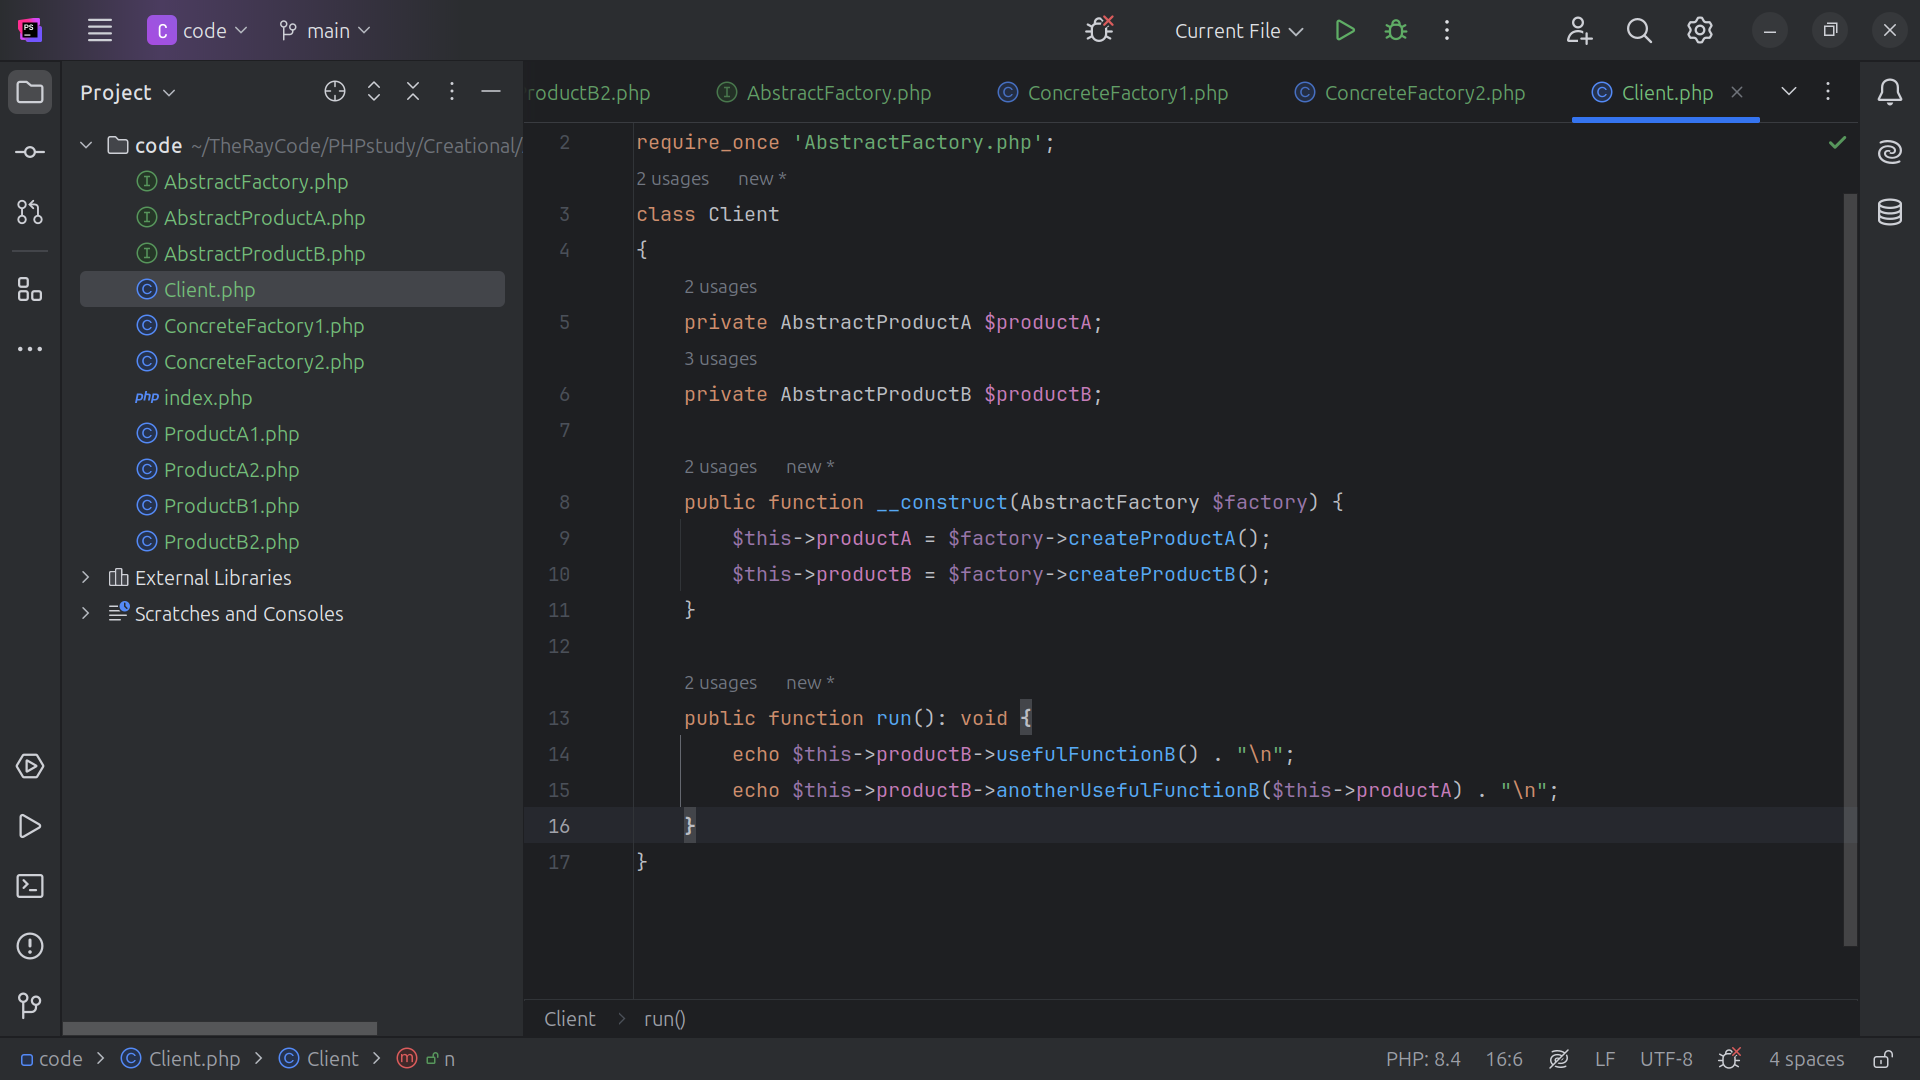 PS
C code main
Current File
Project
roductB2.php AbstractFactory.php ConcreteFactory1.php ConcreteFactory2.php Client.php
code ~/TheRayCode/PHPstudy/Creational/
AbstractFactory.php
AbstractProductA.php
AbstractProductB.php
Client.php
ConcreteFactory1.php
ConcreteFactory2.php
php index.php
ProductA1.php
ProductA2.php
ProductB1.php
ProductB2.php
External Libraries
Scratches and Consoles
2 require_once 'AbstractFactory.php';
2 usages new *
3 class Client
4 {
2 usages
5 private AbstractProductA $productA;
3 usages
6 private AbstractProductB $productB;
7
2 usages new *
8 public function __construct(AbstractFactory $factory) {
9 $this->productA = $factory->createProductA();
10 $this->productB = $factory->createProductB();
11 }
12
2 usages new *
13 public function run(): void {
14 echo $this->productB->usefulFunctionB() . "\n";
15 echo $this->productB->anotherUsefulFunctionB($this->productA) . "\n";
16 }
17 }
Client > run()
code > Client.php > Client > m n
PHP: 8.4 16:6 LF UTF-8 4 spaces